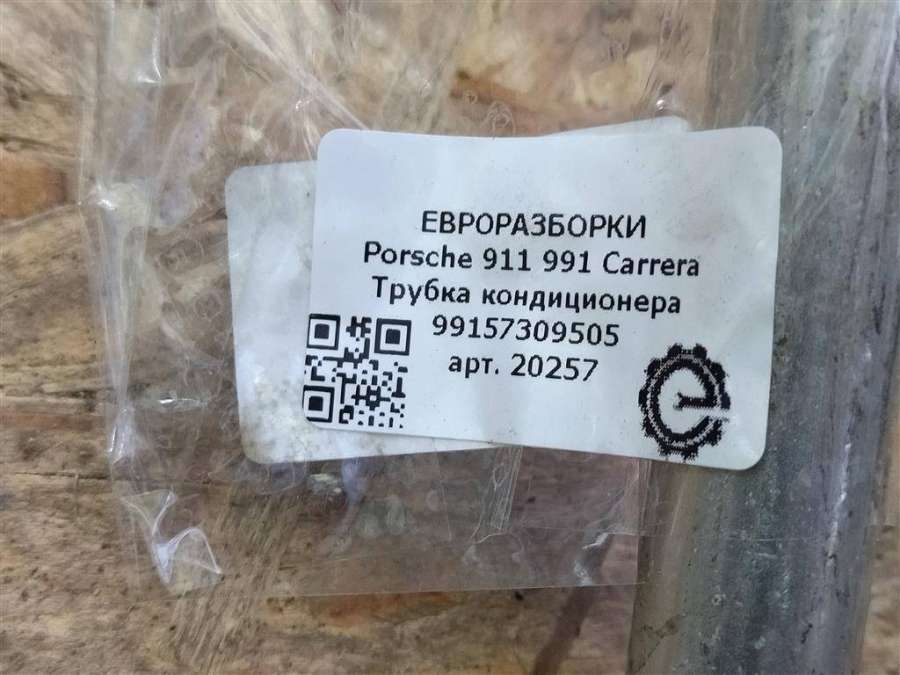 ЕВРОРАЗБОРКИ
Porsche 911 991 Carrera
Трубка кондиционера
99157309505
арт. 20257